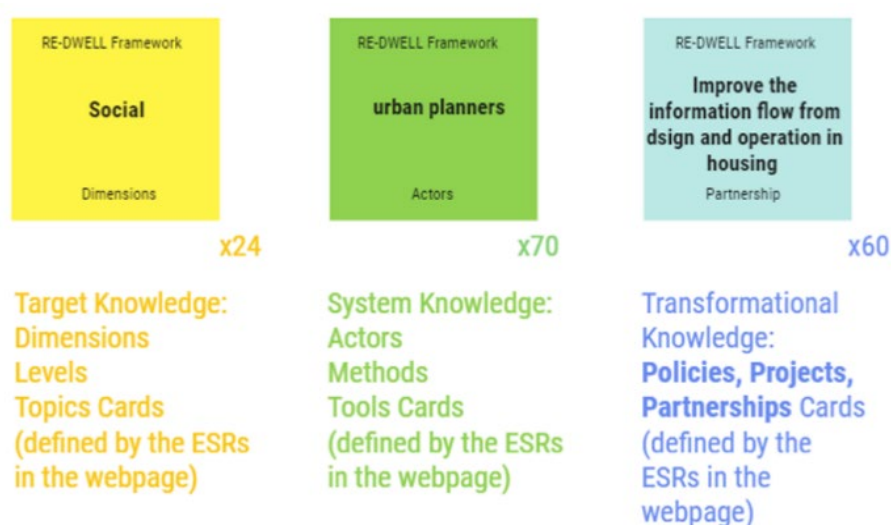 RE-DWELL Framework
Social
Dimensions
x24
Target Knowledge:
Dimensions
Levels
Topics Cards
(defined by the ESRs
in the webpage)
RE-DWELL Framework
urban planners
Actors
x70
System Knowledge:
Actors
Methods
Tools Cards
(defined by the ESRs
in the webpage)
RE-DWELL Framework
Improve the
information flow from
dsign and operation in
housing
Partnership
x60
Transformational
Knowledge:
Policies, Projects,
Partnerships Cards
(defined by the
ESRs in the
webpage)